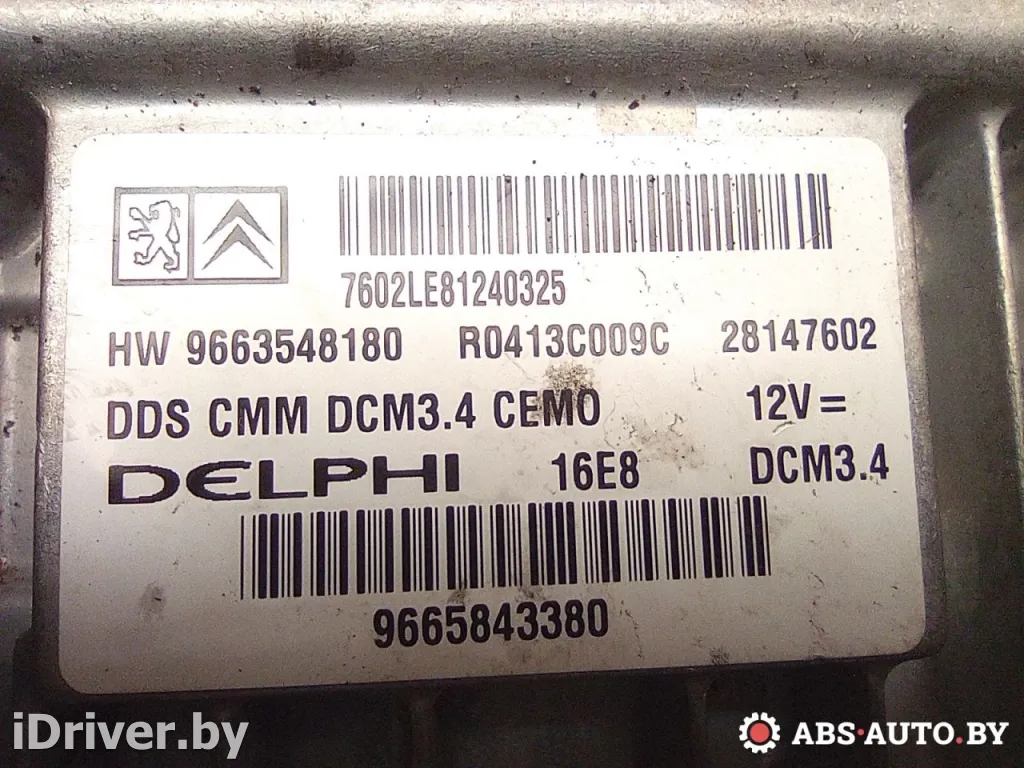 7602LE81240325
HW 9663548180 R0413C009C 28147602
DDS CMM DCM3.4 CEMO 12V=
DELPHI 16E8 DCM3.4
9665843380
iDriver.by
ABS-AUTO.BY